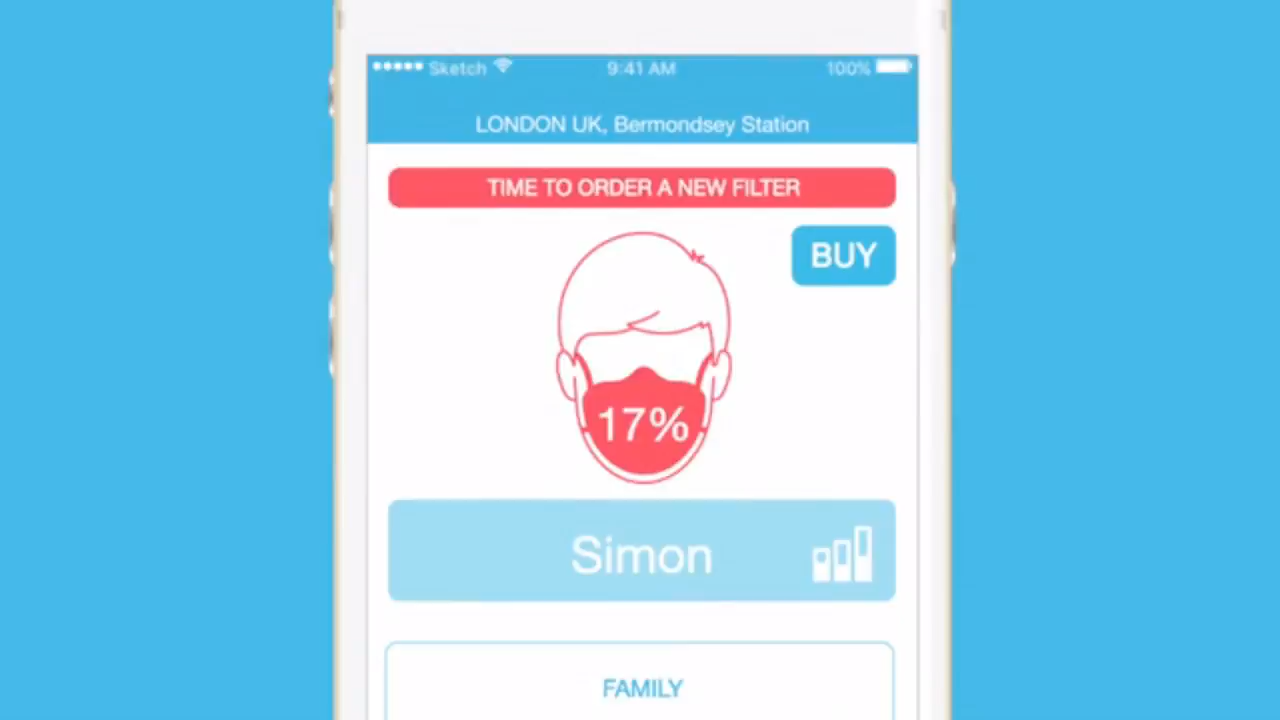 Sketch 9:41 AM 100%
LONDON UK, Bermondsey Station
TIME TO ORDER A NEW FILTER
BUY
17%
Simon
FAMILY